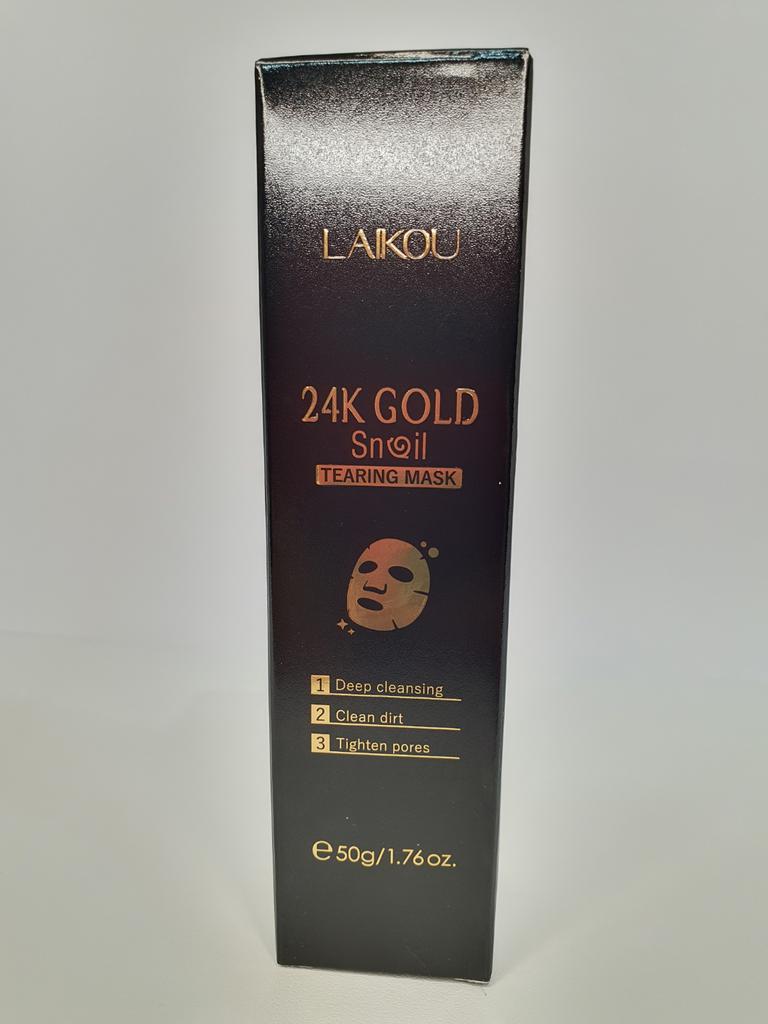 LAIKOU
24K GOLD
Snail
TEARING MASK
1 Deep cleansing
2 Clean dirt
3 Tighten pores
℮50g/1.76oz.